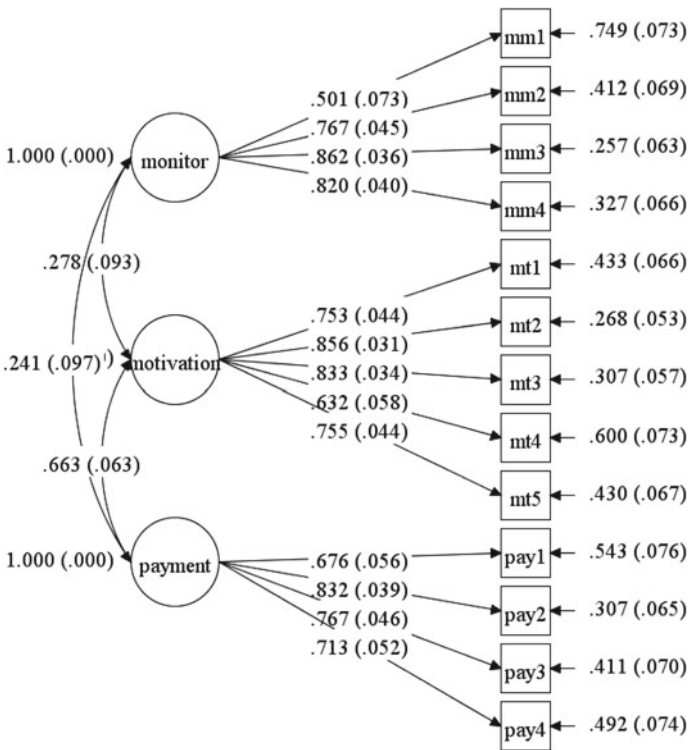 mm1 .749 (.073)
.501 (.073)
mm2 .412 (.069)
.767 (.045)
1.000 (.000) monitor
.862 (.036)
mm3 .257 (.063)
.820 (.040)
mm4 .327 (.066)
.278 (.093)
mt1 .433 (.066)
.753 (.044)
mt2 .268 (.053)
.856 (.031)
.241 (.097) motivation
.833 (.034)
mt3 .307 (.057)
.632 (.058)
mt4 .600 (.073)
.755 (.044)
.663 (.063)
mt5 .430 (.067)
pay1 .543 (.076)
1.000 (.000) payment
.676 (.056)
.832 (.039)
pay2 .307 (.065)
.767 (.046)
.713 (.052)
pay3 .411 (.070)
pay4 .492 (.074)